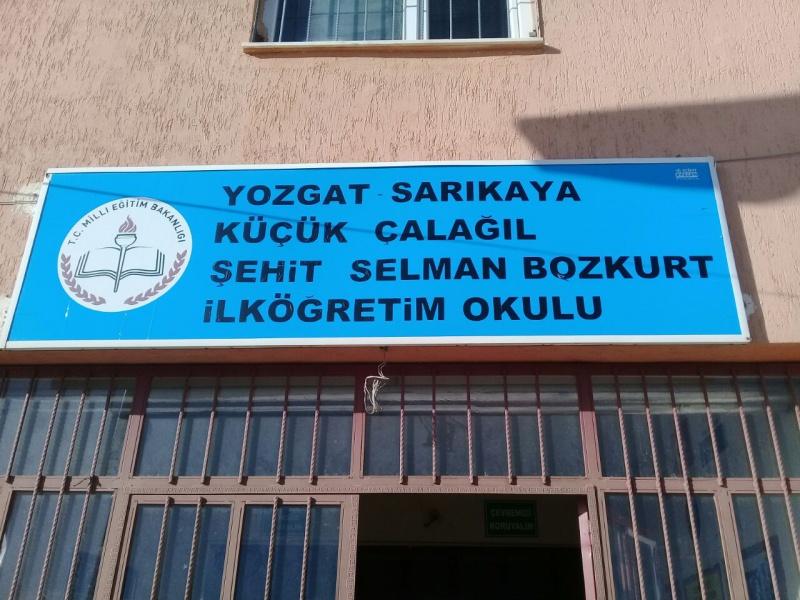 T.C. MİLLİ EĞİTİM BAKANLIĞI
YOZGAT SARIKAYA
KÜÇÜK ÇALAĞIL
ŞEHİT SELMAN BOZKURT
İLKÖĞRETİM OKULU
ÇEVREMİZİ
KORUYALIM